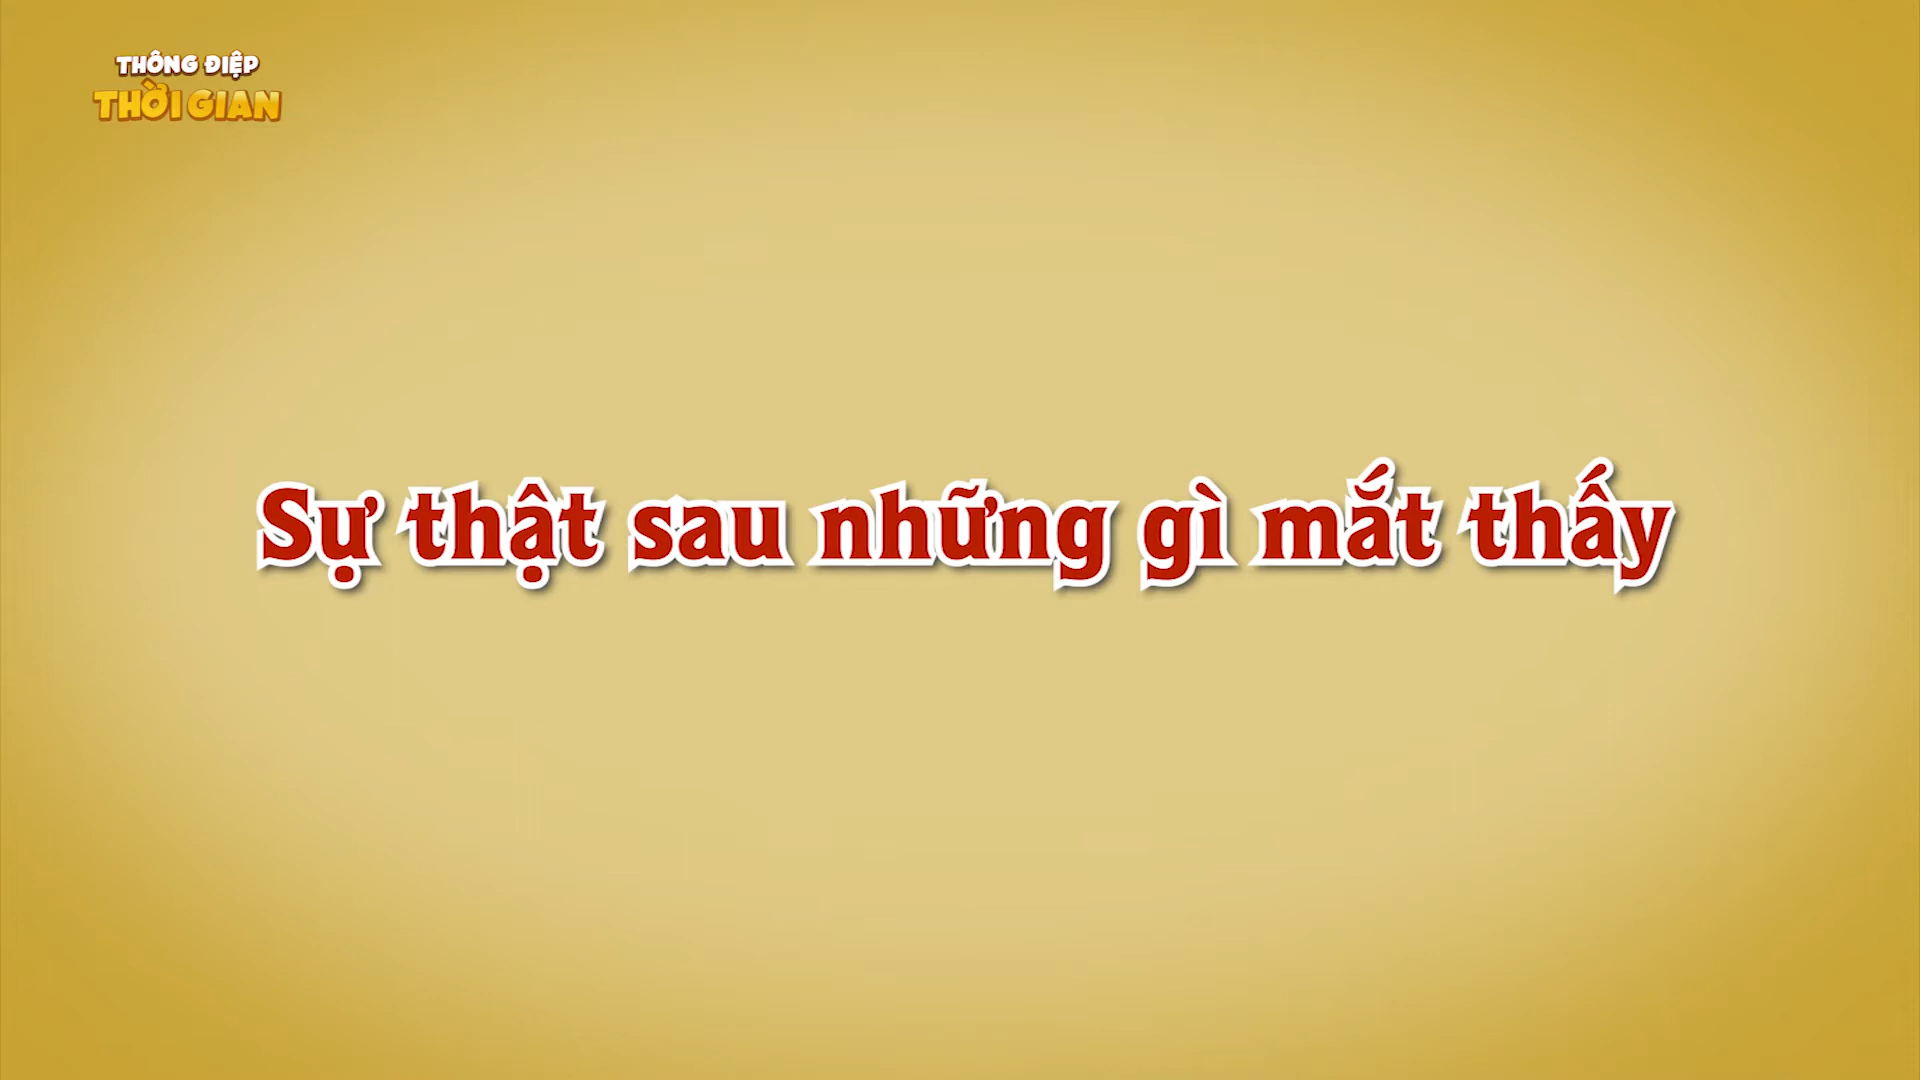 THÔNG ĐIỆP
THỜI GIAN
Sự thật sau những gì mắt thấy